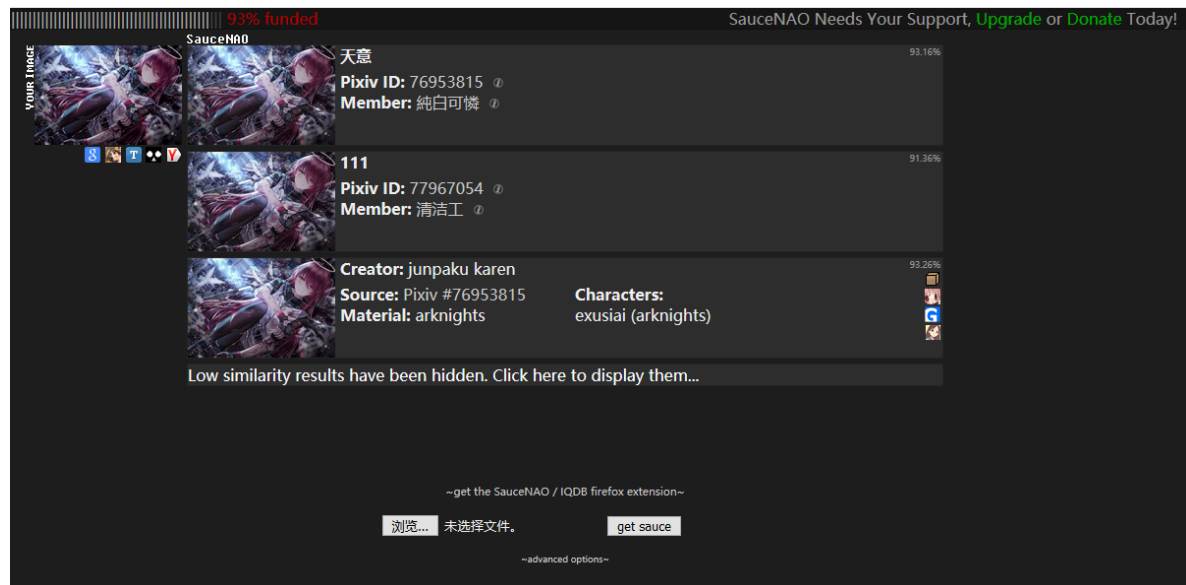 93% funded
SauceNAO Needs Your Support, Upgrade or Donate Today!
YOUR IMAGE
SauceNAO
天意
93.16%
Pixiv ID: 76953815
Member: 純白可憐
111
91.36%
Pixiv ID: 77967054
Member: 清洁工
Creator: junpaku karen
93.26%
Source: Pixiv #76953815
Material: arknights
Characters:
exusiai (arknights)
Low similarity results have been hidden. Click here to display them...
~get the SauceNAO / IQDB firefox extension~
浏览... 未选择文件。 get sauce
~advanced options~